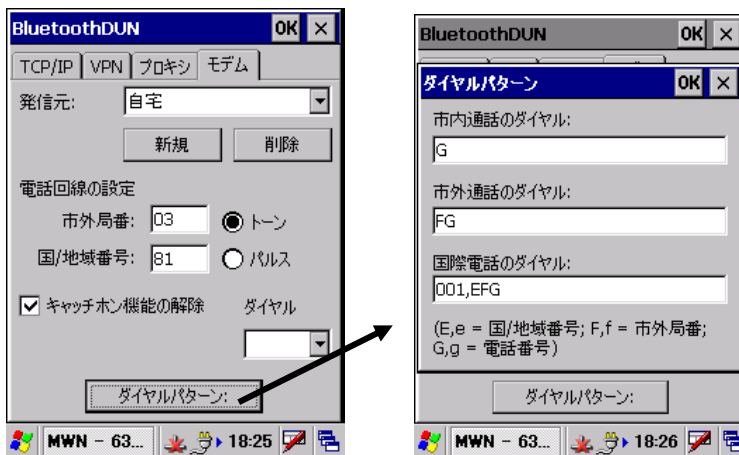 BluetoothDUN OK ×
TCP/IP VPN プロキシ モデム
発信元: 自宅
新規 削除
電話回線の設定
市外局番: 03 トーン
国/地域番号: 81 パルス
キャッチホン機能の解除 ダイヤル
ダイヤルパターン:
MWN - 63... 18:25
BluetoothDUN OK ×
ダイヤルパターン OK ×
市内通話のダイヤル:
G
市外通話のダイヤル:
FG
国際電話のダイヤル:
001,EFG
(E,e = 国/地域番号; F,f = 市外局番;
G,g = 電話番号)
ダイヤルパターン:
MWN - 63... 18:26